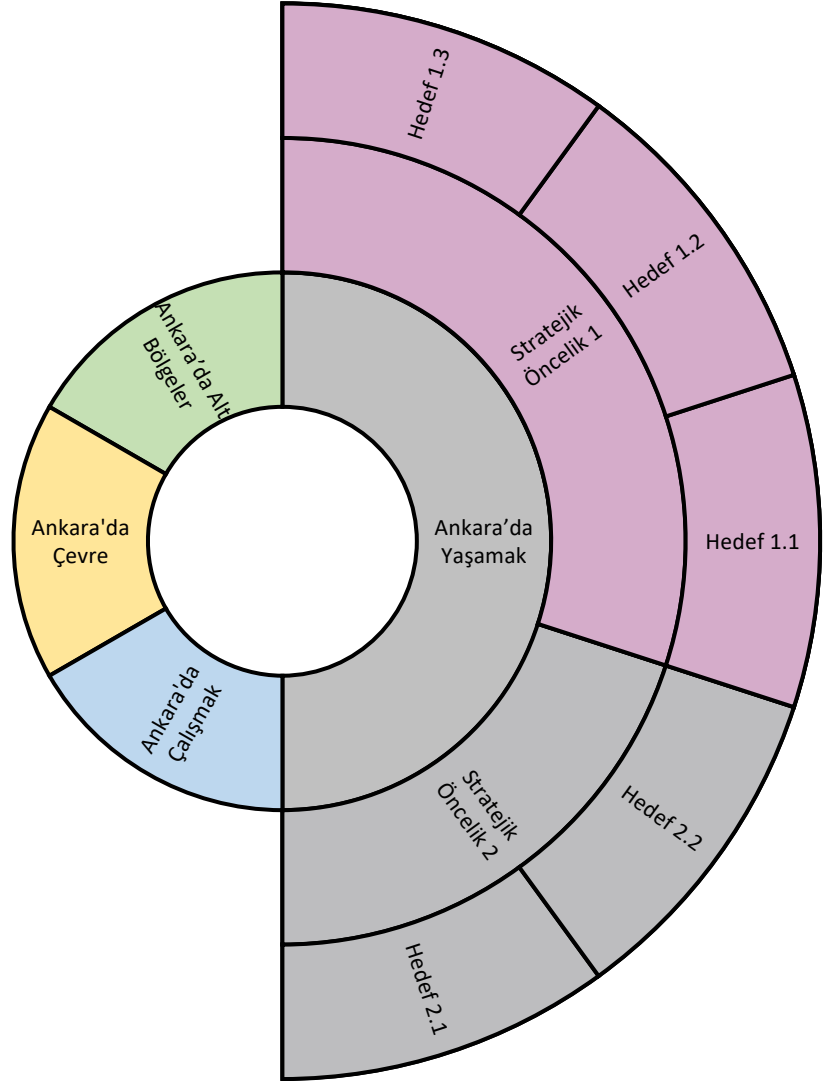 Hedef 1.3
Hedef 1.2
Stratejik
Öncelik 1
Ankara’da Alt
Bölgeler
Ankara'da
Çevre
Ankara’da
Yaşamak
Hedef 1.1
Ankara'da
Çalışmak
Stratejik
Öncelik 2
Hedef 2.2
Hedef 2.1